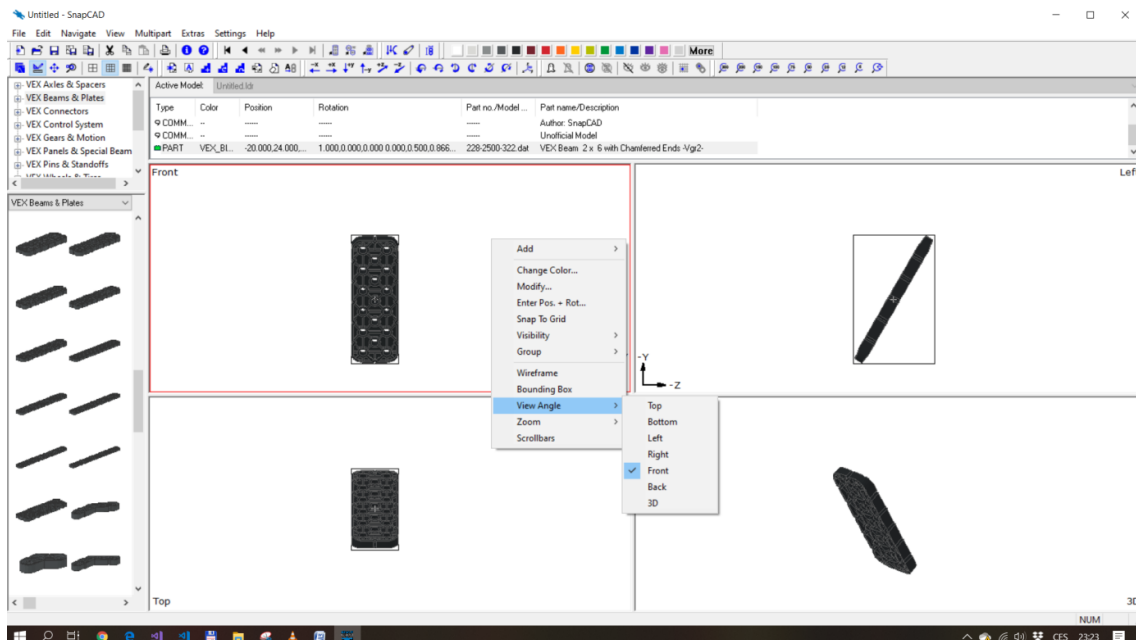 Untitled - SnapCAD
File Edit Navigate View Multipart Extras Settings Help
More
VEX Axles & Spacers
VEX Beams & Plates
VEX Connectors
VEX Control System
VEX Gears & Motion
VEX Panels & Special Beam
VEX Pins & Standoffs
VEX Wheels & Tires
Active Model: Untitled.ldr
Type Color Position Rotation Part no./Model ... Part name/Description
COMM... -- ------ ------ ------ Author: SnapCAD
COMM... -- ------ ------ ------ Unofficial Model
PART VEX_Bl... -20.000,24.000,... 1.000,0.000,0.000 0.000,0.500,0.866... 228-2500-322.dat VEX Beam 2 x 6 with Chamferred Ends -Vgr2-
VEX Beams & Plates
Front
Left
Add
Change Color...
Modify...
Enter Pos. + Rot...
Snap To Grid
Visibility
Group
Wireframe
Bounding Box
View Angle
Zoom
Scrollbars
Top
Bottom
Left
Right
Front
Back
3D
-Y
-Z
Top
3D
NUM
CES 23:23